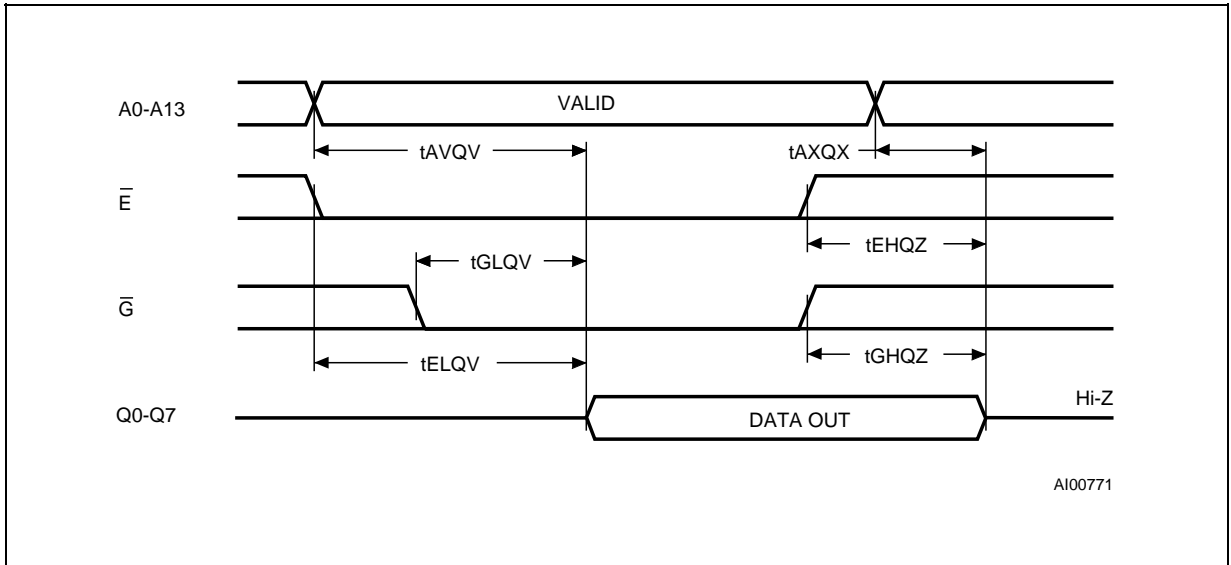 A0-A13
VALID
tAVQV
tAXQX
E̅
tEHQZ
tGLQV
G̅
tGHQZ
tELQV
Hi-Z
Q0-Q7
DATA OUT
AI00771